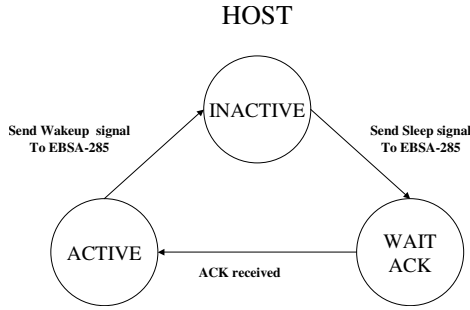 HOST
INACTIVE
Send Wakeup signal
To EBSA-285
Send Sleep signal
To EBSA-285
ACTIVE
WAIT
ACK
ACK received